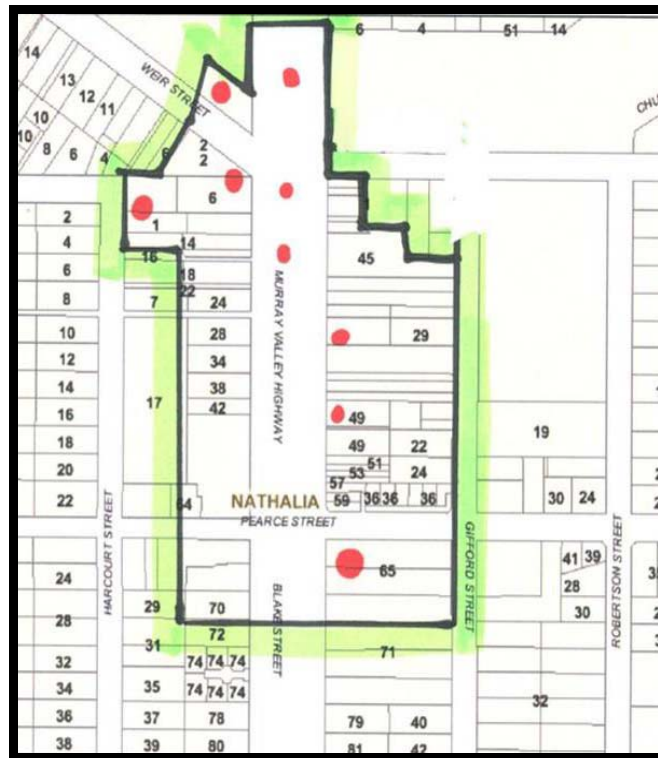 6 4 51 14
14
WEIR STREET
13
12
11
10
10
8 6 4 6
2
2
CHU
6
2
1
4
14
16
45
6
18
22
8 7 24
MURRAY VALLEY HIGHWAY
10 28 29
12 34
14 38
17
42
16 49
19
18 49 22
51
20 53 24
57
22 64 59 36 36 36 30 24
NATHALIA
PEARCE STREET
HARCOURT STREET
GIFFORD STREET
ROBERTSON STREET
41 39
24 65
28
BLAKE STREET
29 70 30
28
72
31
71
32 74 74 74
34 35 74 74 74 32
36 37 78 79 40
38 39 80 81 42